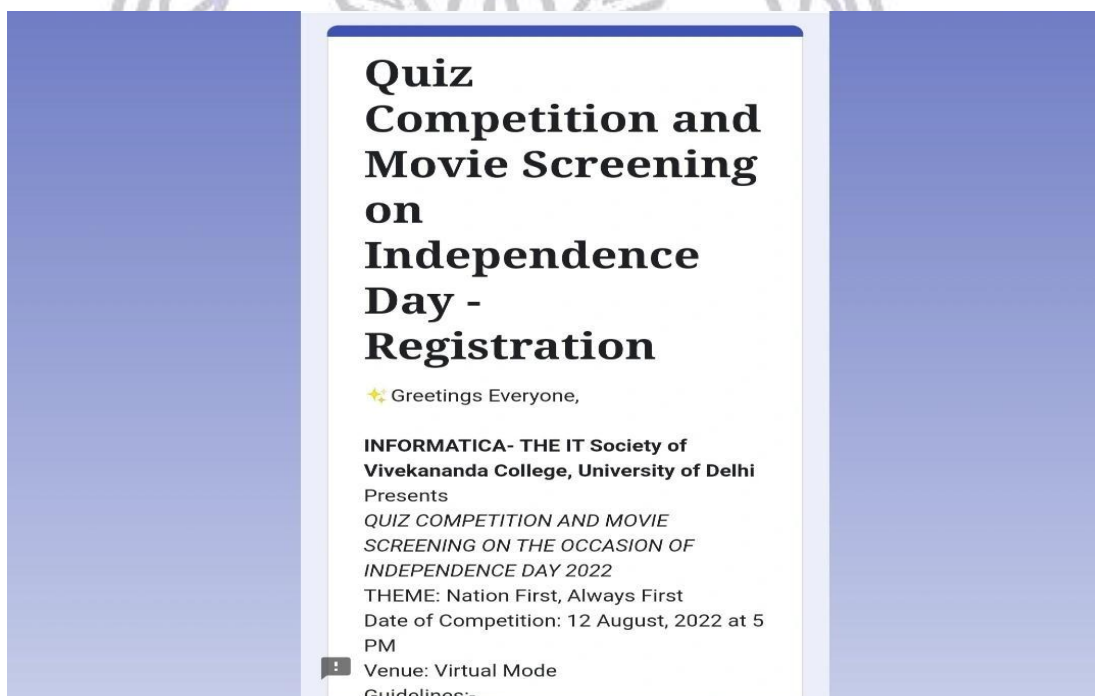 Quiz
Competition and
Movie Screening
on
Independence
Day -
Registration
✨ Greetings Everyone,
INFORMATICA- THE IT Society of
Vivekananda College, University of Delhi
Presents
QUIZ COMPETITION AND MOVIE
SCREENING ON THE OCCASION OF
INDEPENDENCE DAY 2022
THEME: Nation First, Always First
Date of Competition: 12 August, 2022 at 5
PM
Venue: Virtual Mode
Guidelines:-